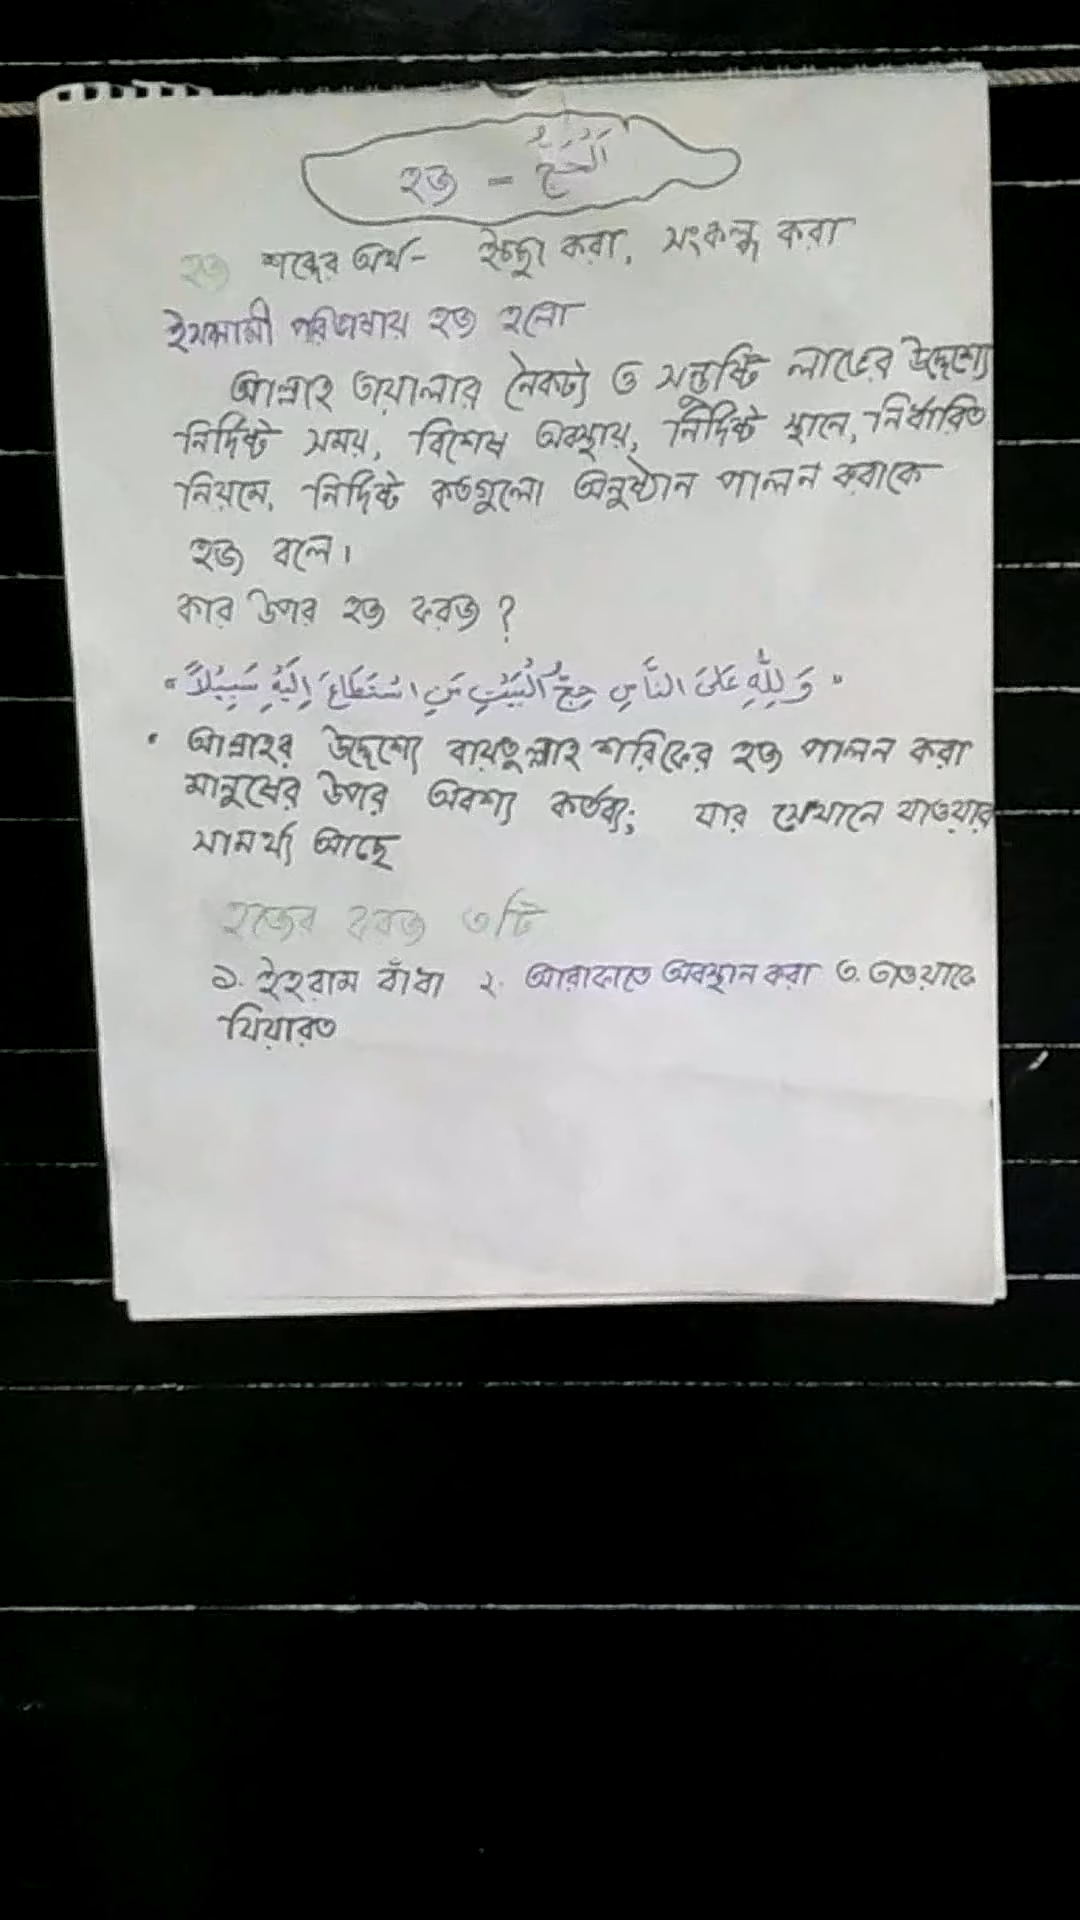 হজ - اَلْحَجُّ
হজ শব্দের অর্থ- ইচ্ছা করা, সংকল্প করা
ইসলামী পরিভাষায় হজ হলো
আল্লাহ তায়ালার নৈকট্য ও সন্তুষ্টি লাভের উদ্দেশ্যে
নির্দিষ্ট সময়, বিশেষ অবস্থায়, নির্দিষ্ট স্থানে, নির্ধারিত
নিয়মে, নির্দিষ্ট কতগুলো অনুষ্ঠান পালন করাকে
হজ বলে।
কার উপর হজ ফরজ ?
" وَلِلّٰهِ عَلَى النَّاسِ حِجُّ الْبَيْتِ مَنِ اسْتَطَاعَ إِلَيْهِ سَبِيْلًا "
• আল্লাহর উদ্দেশ্যে বায়তুল্লাহ শরিফের হজ পালন করা
মানুষের উপর অবশ্য কর্তব্য; যার সেখানে যাওয়ার
সামর্থ্য আছে
হজের ফরজ ৩টি
১. ইহরাম বাঁধা ২. আরাফাতে অবস্থান করা ৩. তাওয়াফে
যিয়ারত